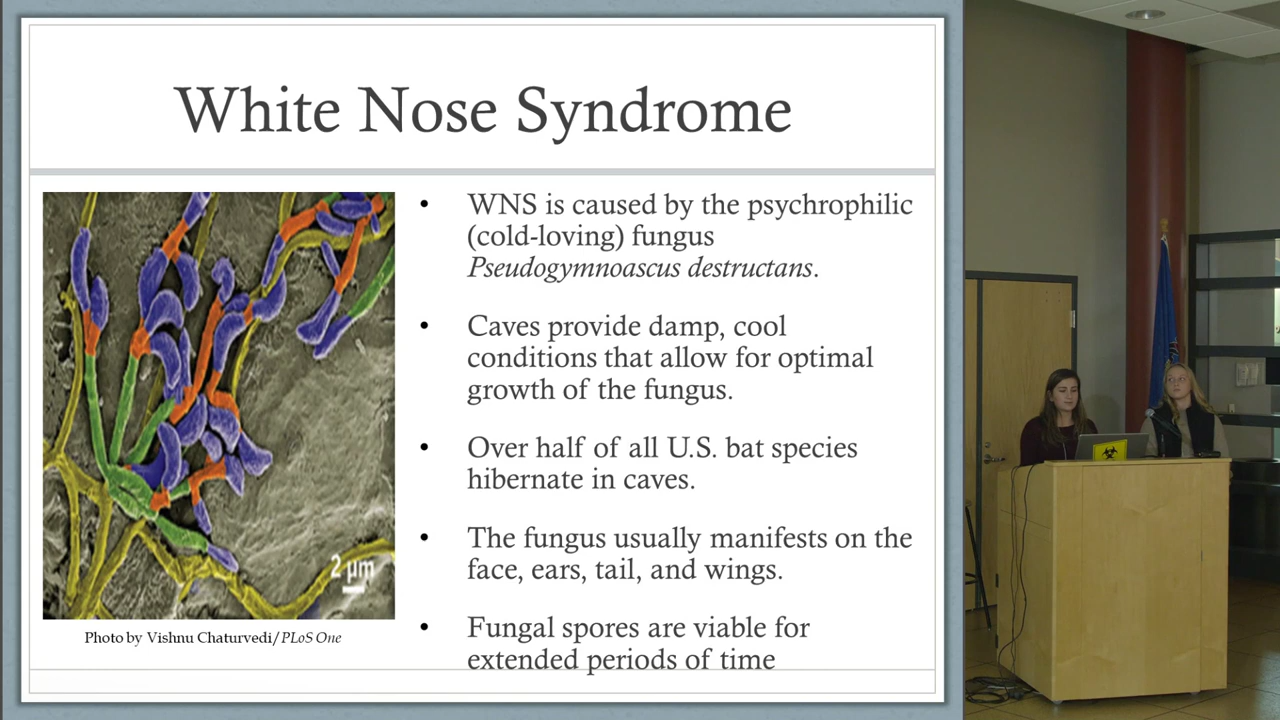 White Nose Syndrome
• WNS is caused by the psychrophilic
(cold-loving) fungus
Pseudogymnoascus destructans.
• Caves provide damp, cool
conditions that allow for optimal
growth of the fungus.
• Over half of all U.S. bat species
hibernate in caves.
• The fungus usually manifests on the
face, ears, tail, and wings.
• Fungal spores are viable for
extended periods of time
2 µm
Photo by Vishnu Chaturvedi/PLoS One